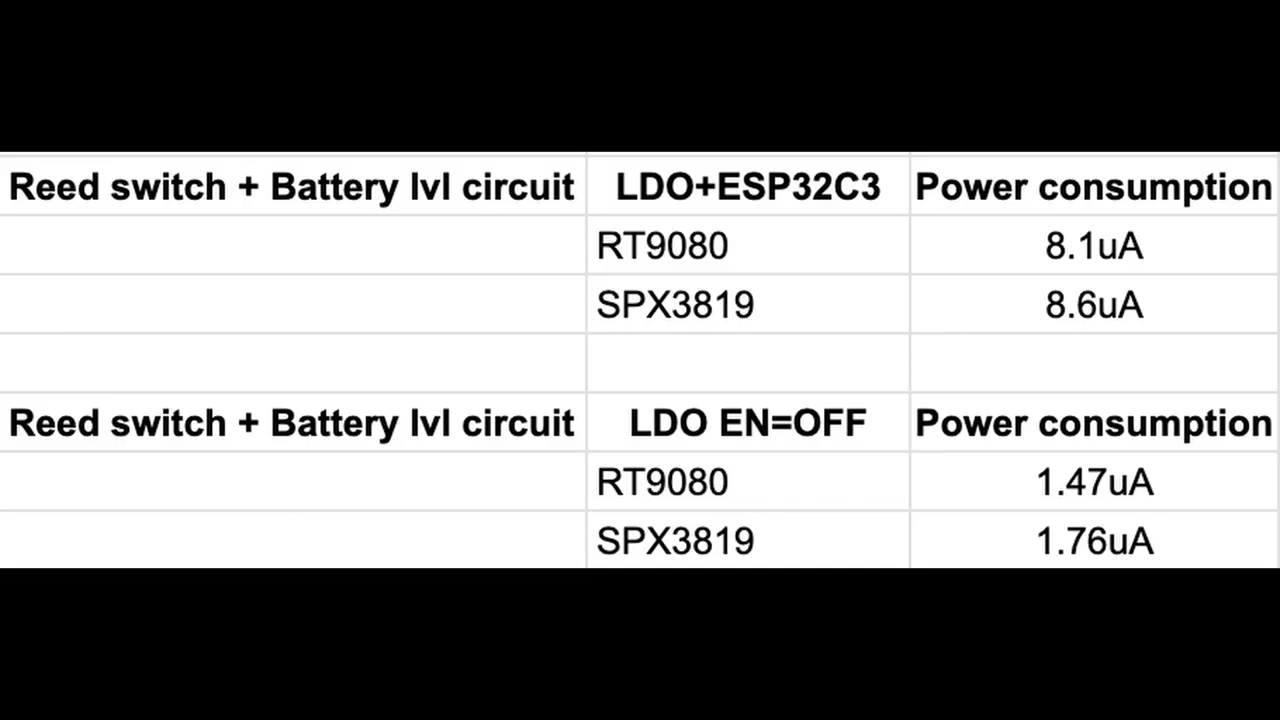 Reed switch + Battery lvl circuit LDO+ESP32C3 Power consumption
RT9080 8.1uA
SPX3819 8.6uA
Reed switch + Battery lvl circuit LDO EN=OFF Power consumption
RT9080 1.47uA
SPX3819 1.76uA